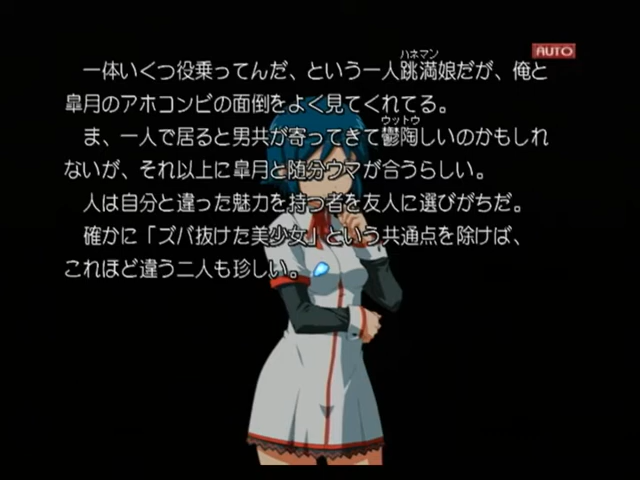 AUTO
ハネマン
一体いくつ役乗ってんだ、という一人跳満娘だが、俺と
皐月のアホコンビの面倒をよく見てくれてる。
ウットウ
ま、一人で居ると男共が寄ってきて鬱陶しいのかもしれ
ないが、それ以上に皐月と随分ウマが合うらしい。
人は自分と違った魅力を持つ者を友人に選びがちだ。
確かに「ズバ抜けた美少女」という共通点を除けば、
これほど違う二人も珍しい。